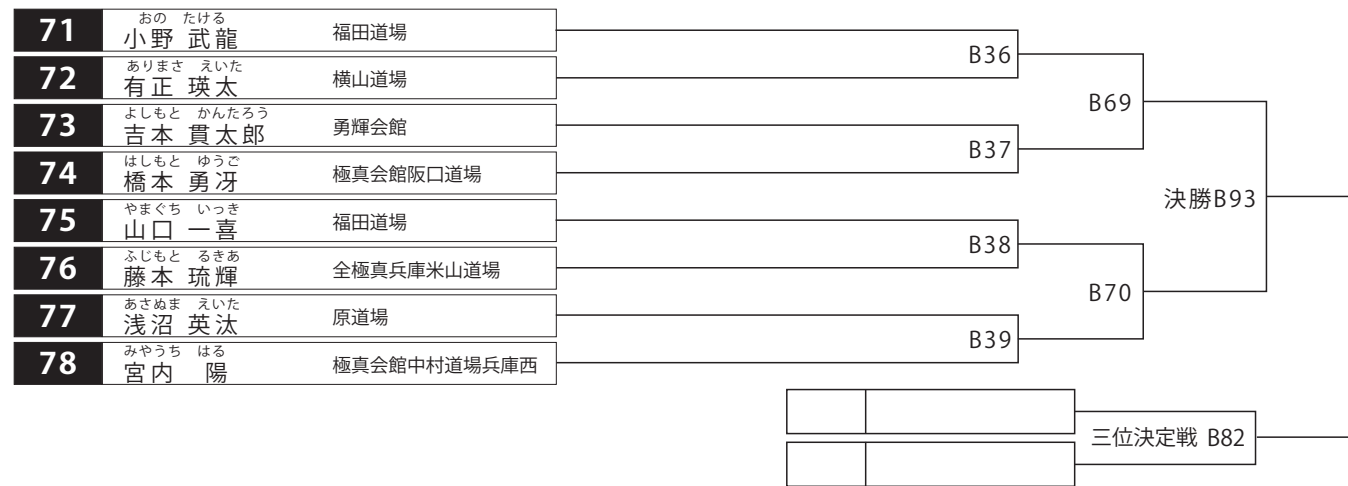 おの たける
71 小野 武龍 福田道場
ありまさ えいた
72 有正 瑛太 横山道場
B36
よしもと かんたろう
73 吉本 貫太郎 勇輝会館
B69
はしもと ゆうご
74 橋本 勇冴 極真会館阪口道場
B37
やまぐち いっき
75 山口 一喜 福田道場
決勝B93
ふじもと るきあ
76 藤本 琉輝 全極真兵庫米山道場
B38
あさぬま えいた
77 浅沼 英汰 原道場
B70
みやうち はる
78 宮内 陽 極真会館中村道場兵庫西
B39
三位決定戦 B82